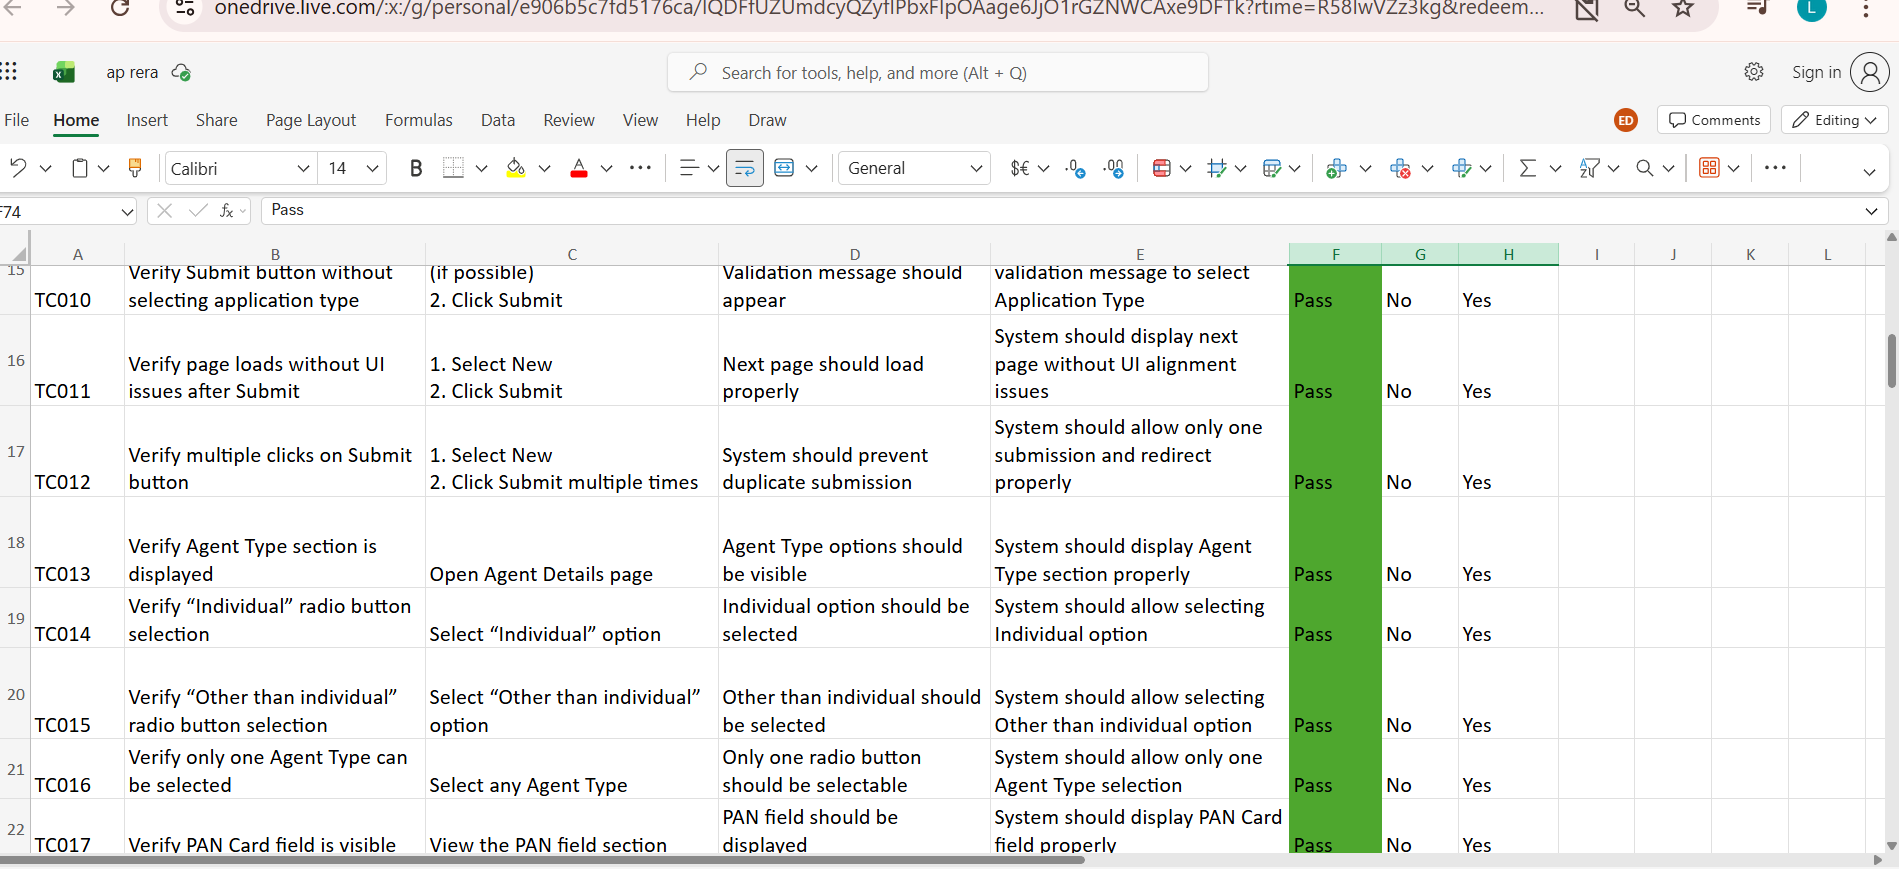 ap rera
Search for tools, help, and more (Alt + Q)
Sign in
L
File Home Insert Share Page Layout Formulas Data Review View Help Draw
ED Comments Editing
Calibri 14 B A General $€
F74 fx Pass
A B C D E F G H I J K L
15 TC010
Verify Submit button without
selecting application type
(if possible)
2. Click Submit
Validation message should
appear
validation message to select
Application Type
Pass No Yes
16 TC011
Verify page loads without UI
issues after Submit
1. Select New
2. Click Submit
Next page should load
properly
System should display next
page without UI alignment
issues
Pass No Yes
17 TC012
Verify multiple clicks on Submit
button
1. Select New
2. Click Submit multiple times
System should prevent
duplicate submission
System should allow only one
submission and redirect
properly
Pass No Yes
18 TC013
Verify Agent Type section is
displayed
Open Agent Details page
Agent Type options should
be visible
System should display Agent
Type section properly
Pass No Yes
19 TC014
Verify “Individual” radio button
selection
Select “Individual” option
Individual option should be
selected
System should allow selecting
Individual option
Pass No Yes
20 TC015
Verify “Other than individual”
radio button selection
Select “Other than individual”
option
Other than individual should
be selected
System should allow selecting
Other than individual option
Pass No Yes
21 TC016
Verify only one Agent Type can
be selected
Select any Agent Type
Only one radio button
should be selectable
System should allow only one
Agent Type selection
Pass No Yes
22 TC017
Verify PAN Card field is visible
View the PAN field section
PAN field should be
displayed
System should display PAN Card
field properly
Pass No Yes